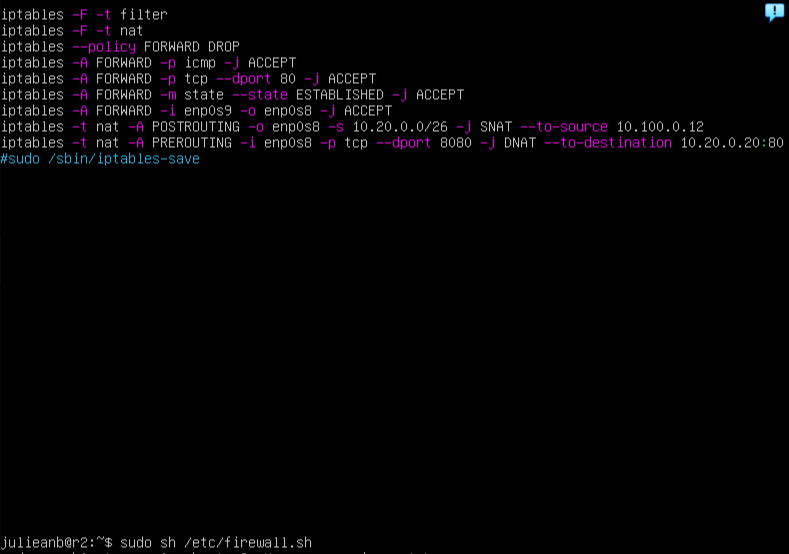 iptables -F -t filter
iptables -F -t nat
iptables --policy FORWARD DROP
iptables -A FORWARD -p icmp -j ACCEPT
iptables -A FORWARD -p tcp --dport 80 -j ACCEPT
iptables -A FORWARD -m state --state ESTABLISHED -j ACCEPT
iptables -A FORWARD -i enp0s9 -o enp0s8 -j ACCEPT
iptables -t nat -A POSTROUTING -o enp0s8 -s 10.20.0.0/26 -j SNAT --to-source 10.100.0.12
iptables -t nat -A PREROUTING -i enp0s8 -p tcp --dport 8080 -j DNAT --to-destination 10.20.0.20:80
#sudo /sbin/iptables-save
julieanb@r2:~$ sudo sh /etc/firewall.sh